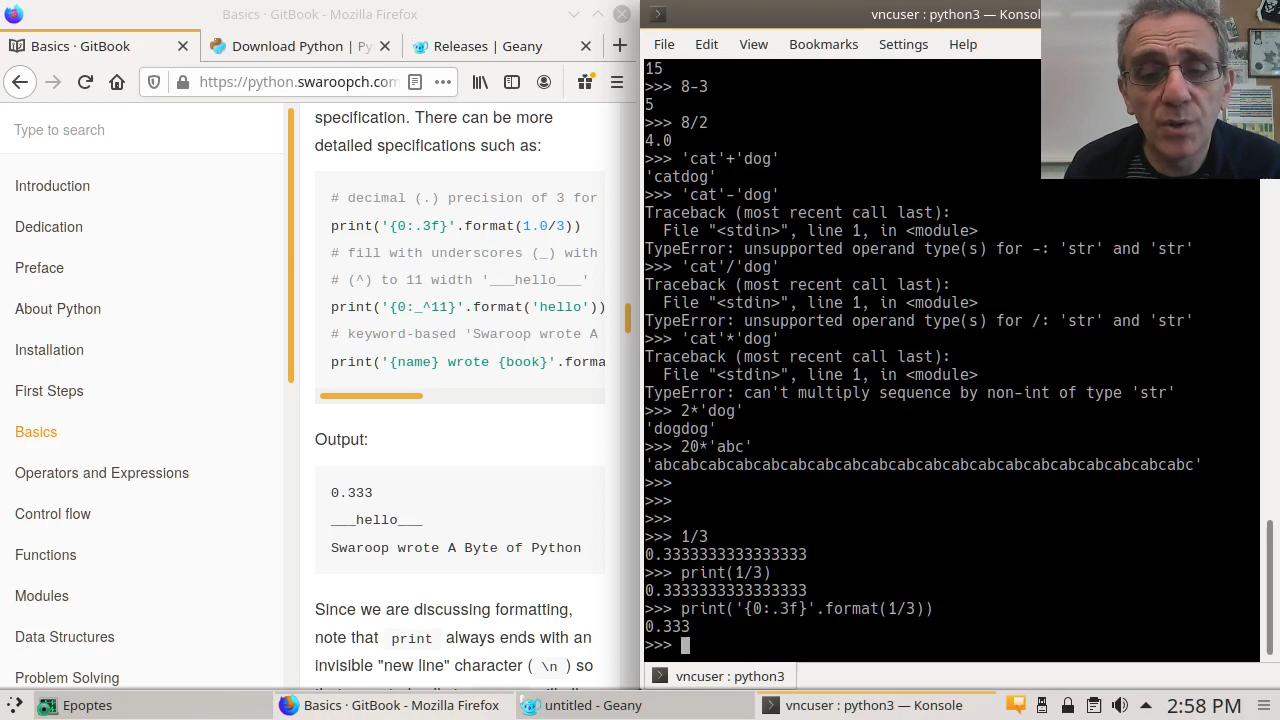 Basics · GitBook - Mozilla Firefox
Basics · GitBook
Download Python | Py
Releases | Geany
https://python.swaroopch.com
Type to search
Introduction
Dedication
Preface
About Python
Installation
First Steps
Basics
Operators and Expressions
Control flow
Functions
Modules
Data Structures
Problem Solving
specification. There can be more
detailed specifications such as:
# decimal (.) precision of 3 for
print('{0:.3f}'.format(1.0/3))
# fill with underscores (_) with
# (^) to 11 width '___hello___'
print('{0:_^11}'.format('hello'))
# keyword-based 'Swaroop wrote A
print('{name} wrote {book}'.forma
Output:
0.333
___hello___
Swaroop wrote A Byte of Python
Since we are discussing formatting,
note that print always ends with an
invisible "new line" character ( \n ) so
vncuser : python3 — Konsol
File Edit View Bookmarks Settings Help
15
>>> 8-3
5
>>> 8/2
4.0
>>> 'cat'+'dog'
'catdog'
>>> 'cat'-'dog'
Traceback (most recent call last):
File "<stdin>", line 1, in <module>
TypeError: unsupported operand type(s) for -: 'str' and 'str'
>>> 'cat'/'dog'
Traceback (most recent call last):
File "<stdin>", line 1, in <module>
TypeError: unsupported operand type(s) for /: 'str' and 'str'
>>> 'cat'*'dog'
Traceback (most recent call last):
File "<stdin>", line 1, in <module>
TypeError: can't multiply sequence by non-int of type 'str'
>>> 2*'dog'
'dogdog'
>>> 20*'abc'
'abcabcabcabcabcabcabcabcabcabcabcabcabcabcabcabcabcabcabcabc'
>>>
>>>
>>>
>>> 1/3
0.3333333333333333
>>> print(1/3)
0.3333333333333333
>>> print('{0:.3f}'.format(1/3))
0.333
>>>
vncuser : python3
Epoptes
Basics · GitBook - Mozilla Firefox
untitled - Geany
vncuser : python3 — Konsole
2:58 PM